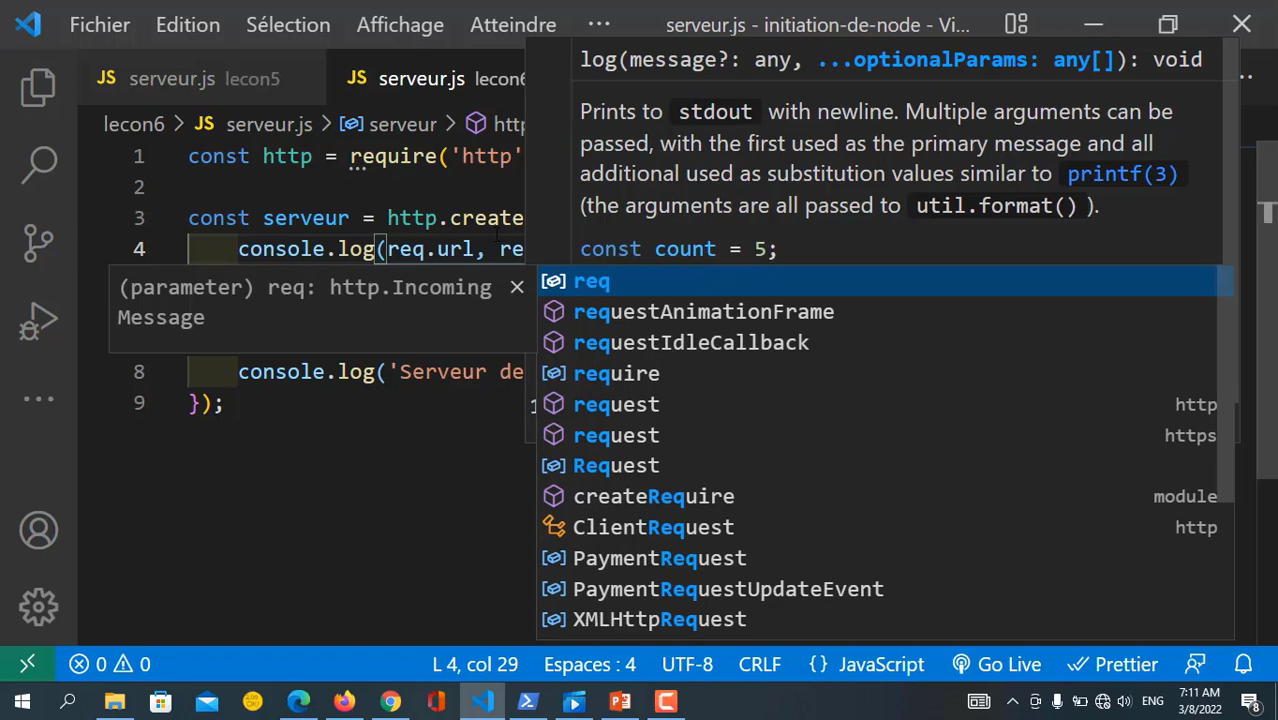 Fichier Edition Sélection Affichage Atteindre ··· serveur.js - initiation-de-node - Vi...
JS serveur.js lecon5 JS serveur.js lecon6
lecon6 > JS serveur.js > serveur > http
1 const http = require('http'
2
3 const serveur = http.create
4 console.log(req.url, re
(parameter) req: http.Incoming
Message
8 console.log('Serveur de
9 });
log(message?: any, ...optionalParams: any[]): void
Prints to stdout with newline. Multiple arguments can be
passed, with the first used as the primary message and all
additional used as substitution values similar to printf(3)
(the arguments are all passed to util.format() ).
const count = 5;
req
requestAnimationFrame
requestIdleCallback
require
request http
request https
Request
createRequire module
ClientRequest http
PaymentRequest
PaymentRequestUpdateEvent
XMLHttpRequest
0 0 L 4, col 29 Espaces : 4 UTF-8 CRLF {} JavaScript Go Live Prettier
ENG 7:11 AM
3/8/2022 8